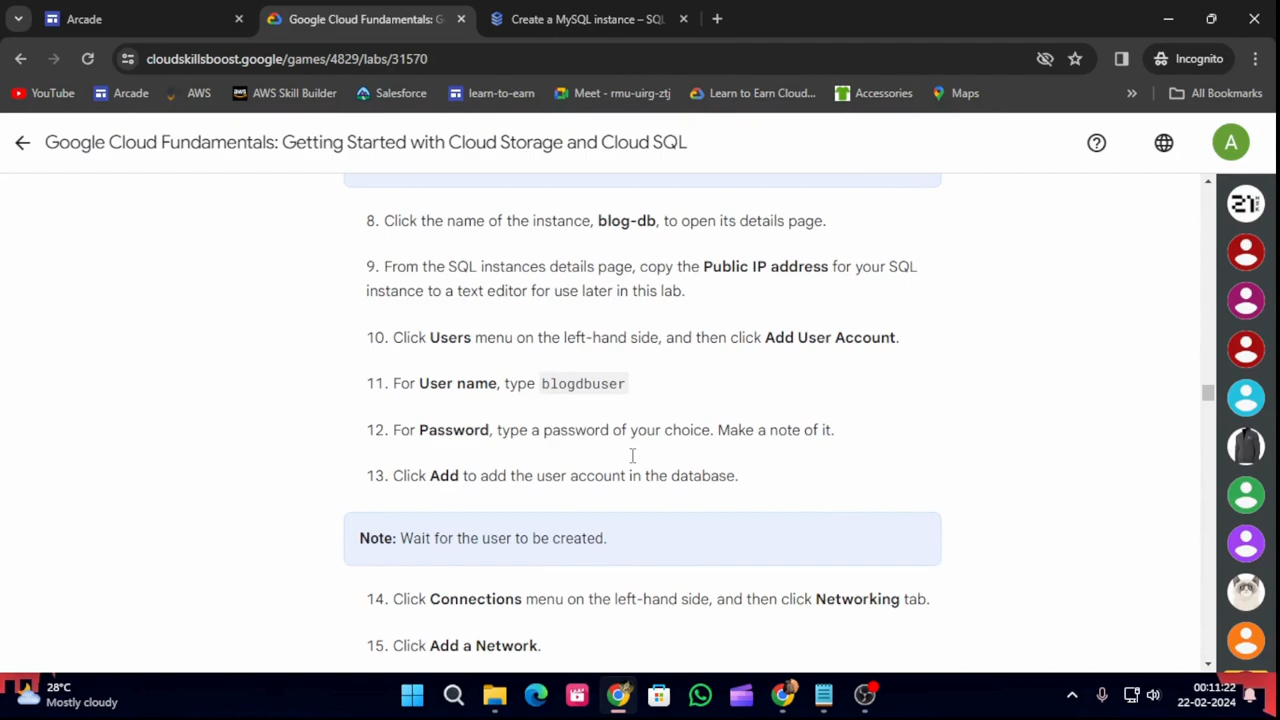 Arcade
Google Cloud Fundamentals: G
Create a MySQL instance – SQL
cloudskillsboost.google/games/4829/labs/31570
Incognito
YouTube
Arcade
AWS
AWS Skill Builder
Salesforce
learn-to-earn
Meet - rmu-uirg-ztj
Learn to Earn Cloud...
Accessories
Maps
»
All Bookmarks
Google Cloud Fundamentals: Getting Started with Cloud Storage and Cloud SQL
A
8. Click the name of the instance, blog-db, to open its details page.
9. From the SQL instances details page, copy the Public IP address for your SQL
instance to a text editor for use later in this lab.
10. Click Users menu on the left-hand side, and then click Add User Account.
11. For User name, type blogdbuser
12. For Password, type a password of your choice. Make a note of it.
13. Click Add to add the user account in the database.
Note: Wait for the user to be created.
14. Click Connections menu on the left-hand side, and then click Networking tab.
15. Click Add a Network.
28°C
Mostly cloudy
00:11:22
22-02-2024